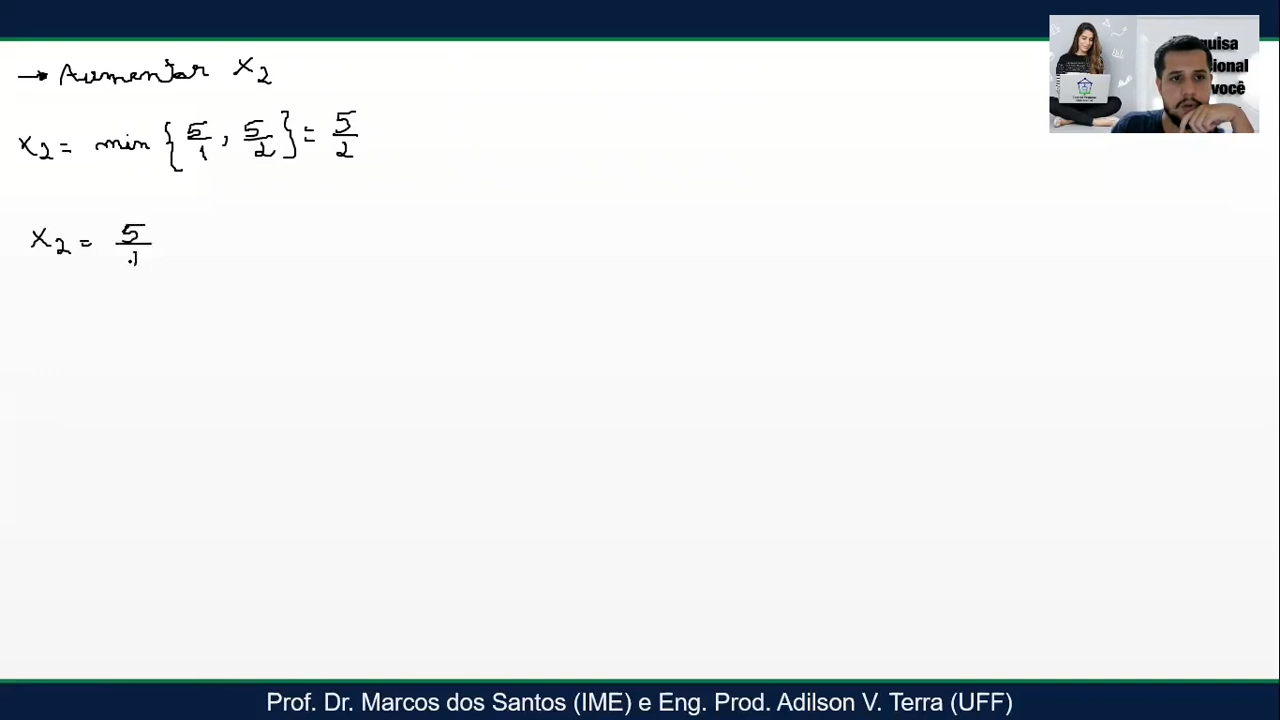 → Aumentar x₂
x₂ = min { 5/1 , 5/2 } = 5/2
x₂ = 5/
Prof. Dr. Marcos dos Santos (IME) e Eng. Prod. Adilson V. Terra (UFF)